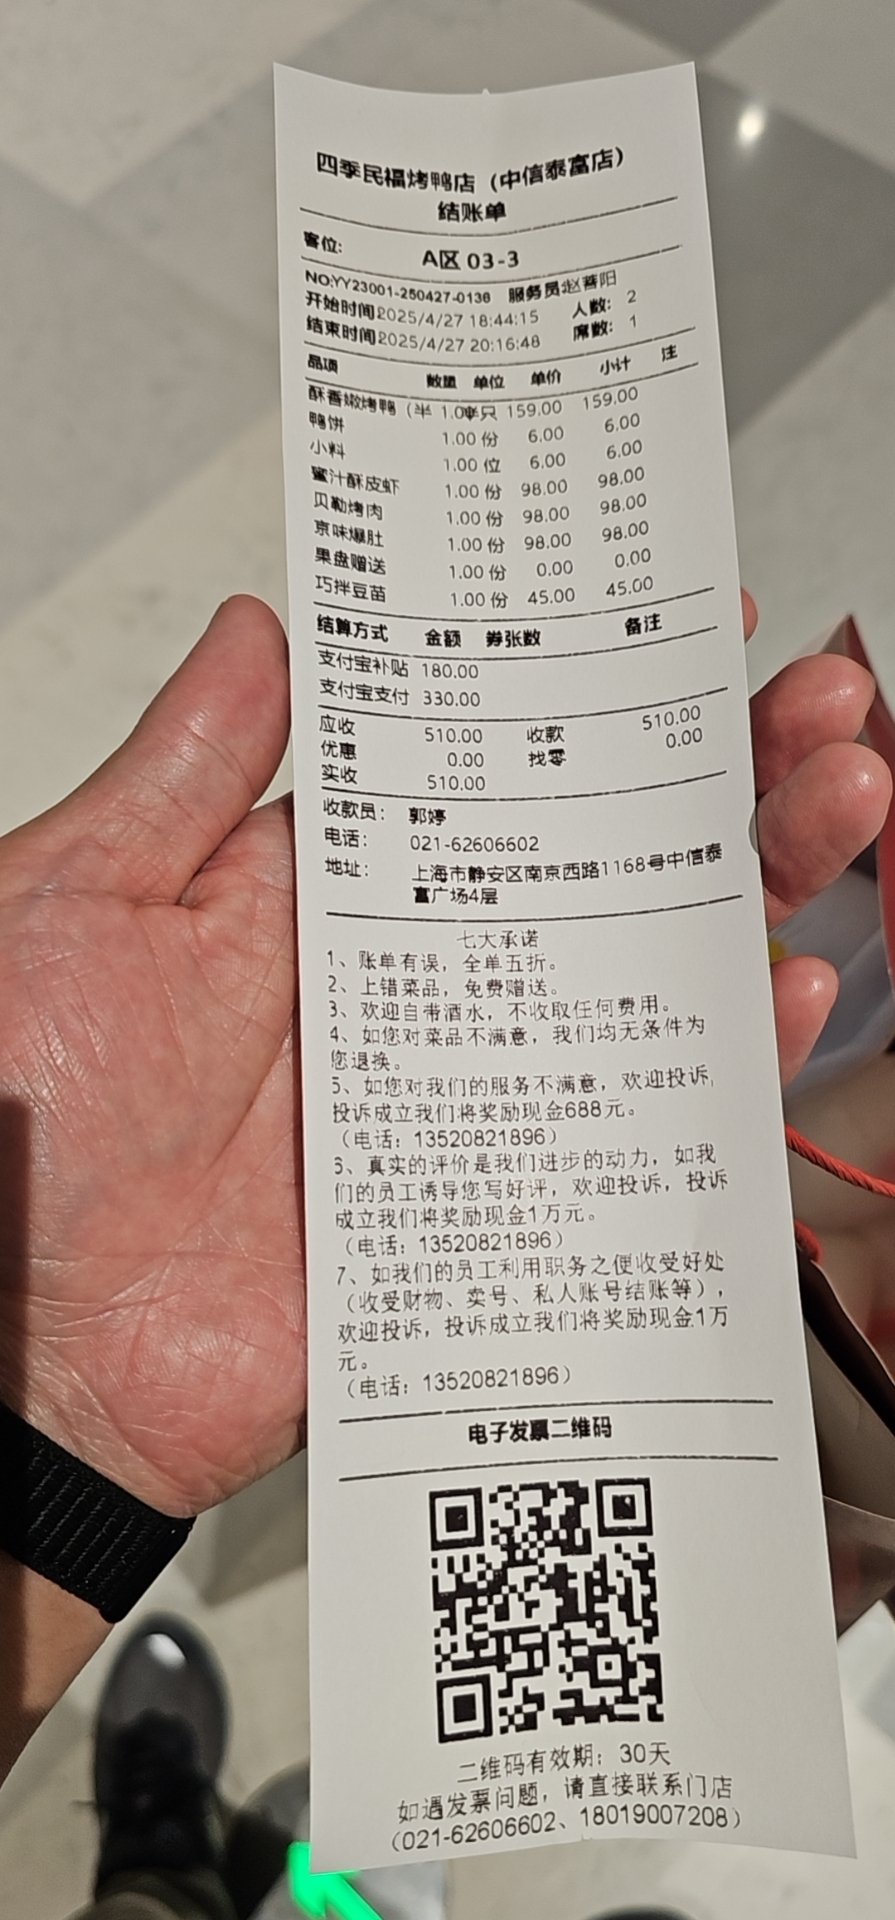 四季民福烤鸭店（中信泰富店）
结账单
客位： A区 03-3
NO:YY23001-250427-0136 服务员:赵蓉阳
开始时间2025/4/27 18:44:15 人数： 2
结束时间2025/4/27 20:16:48 席数： 1
品项 数量 单位 单价 小计 注
酥香嫩烤鸭（半 1.00半只 159.00 159.00
鸭饼 1.00 份 6.00 6.00
小料 1.00 位 6.00 6.00
蜜汁酥皮虾 1.00 份 98.00 98.00
贝勒烤肉 1.00 份 98.00 98.00
京味爆肚 1.00 份 98.00 98.00
果盘赠送 1.00 份 0.00 0.00
巧拌豆苗 1.00 份 45.00 45.00
结算方式 金额 券张数 备注
支付宝补贴 180.00
支付宝支付 330.00
应收 510.00 收款 510.00
优惠 0.00 找零 0.00
实收 510.00
收款员： 郭婷
电话： 021-62606602
地址： 上海市静安区南京西路1168号中信泰
富广场4层
七大承诺
1、账单有误，全单五折。
2、上错菜品，免费赠送。
3、欢迎自带酒水，不收取任何费用。
4、如您对菜品不满意，我们均无条件为
您退换。
5、如您对我们的服务不满意，欢迎投诉，
投诉成立我们将奖励现金688元。
（电话：13520821896）
6、真实的评价是我们进步的动力，如我
们的员工诱导您写好评，欢迎投诉，投诉
成立我们将奖励现金1万元。
（电话：13520821896）
7、如我们的员工利用职务之便收受好处
（收受财物、卖号、私人账号结账等），
欢迎投诉，投诉成立我们将奖励现金1万
元。
（电话：13520821896）
电子发票二维码
二维码有效期：30天
如遇发票问题，请直接联系门店
（021-62606602、18019007208）